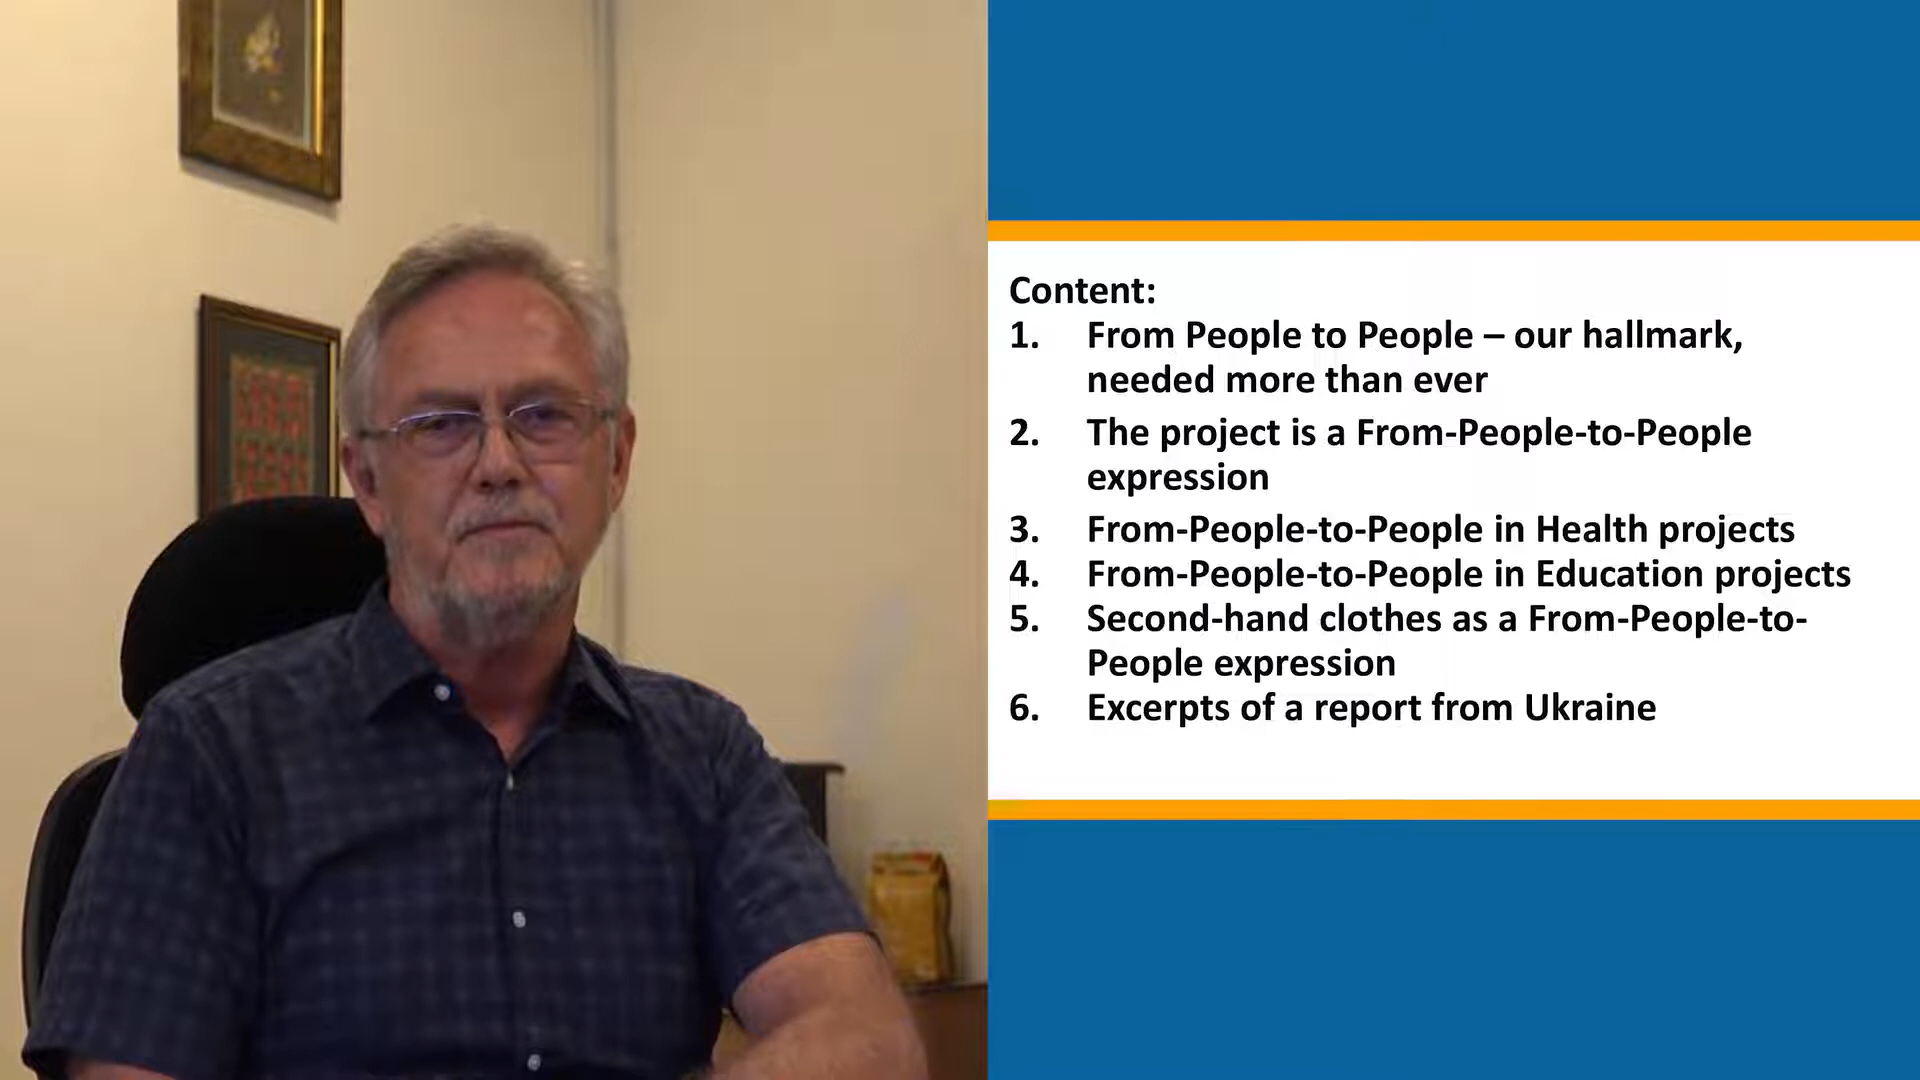 Content:
1. From People to People – our hallmark,
needed more than ever
2. The project is a From-People-to-People
expression
3. From-People-to-People in Health projects
4. From-People-to-People in Education projects
5. Second-hand clothes as a From-People-to-
People expression
6. Excerpts of a report from Ukraine